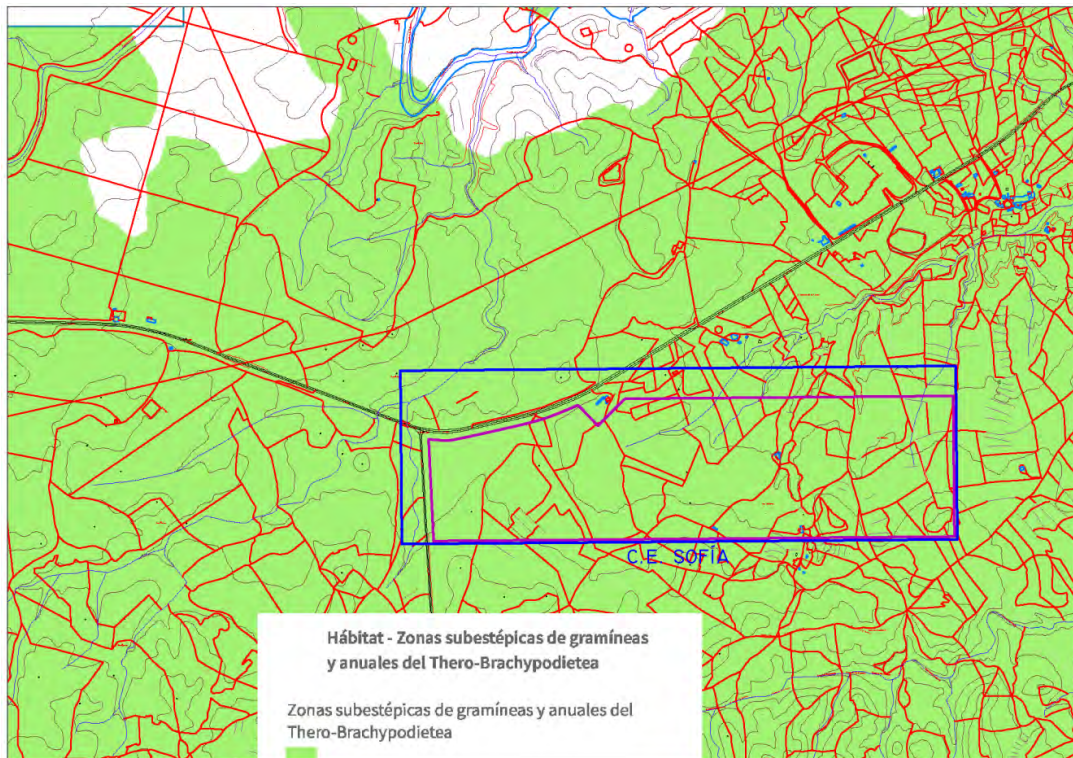 C.E. SOFÍA
Hábitat - Zonas subestépicas de gramíneas
y anuales del Thero-Brachypodietea
Zonas subestépicas de gramíneas y anuales del
Thero-Brachypodietea